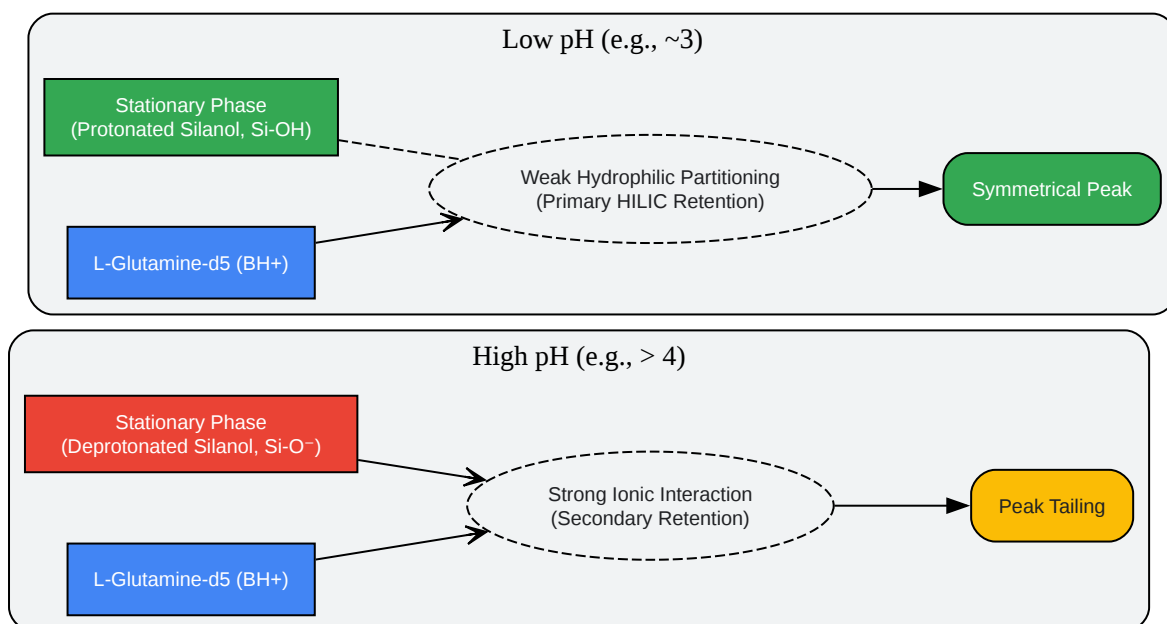 Low pH (e.g., ~3)
Stationary Phase
(Protonated Silanol, Si-OH)
Weak Hydrophilic Partitioning
(Primary HILIC Retention)
Symmetrical Peak
L-Glutamine-d5 (BH+)
High pH (e.g., > 4)
Stationary Phase
(Deprotonated Silanol, Si-O⁻)
Strong Ionic Interaction
(Secondary Retention)
Peak Tailing
L-Glutamine-d5 (BH+)